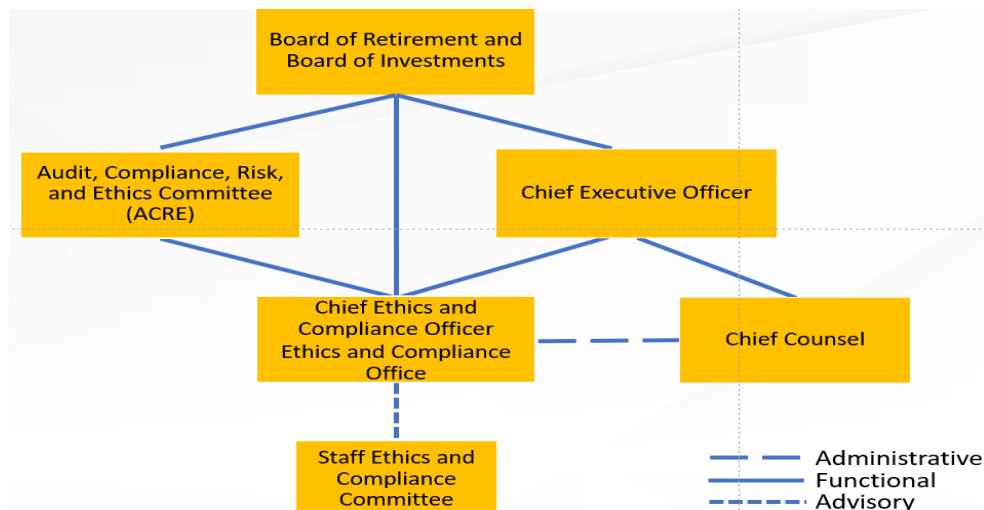 Board of Retirement and
Board of Investments
Audit, Compliance, Risk,
and Ethics Committee
(ACRE)
Chief Executive Officer
Chief Ethics and
Compliance Officer
Ethics and Compliance
Office
Chief Counsel
Staff Ethics and
Compliance
Committee
Administrative
Functional
Advisory